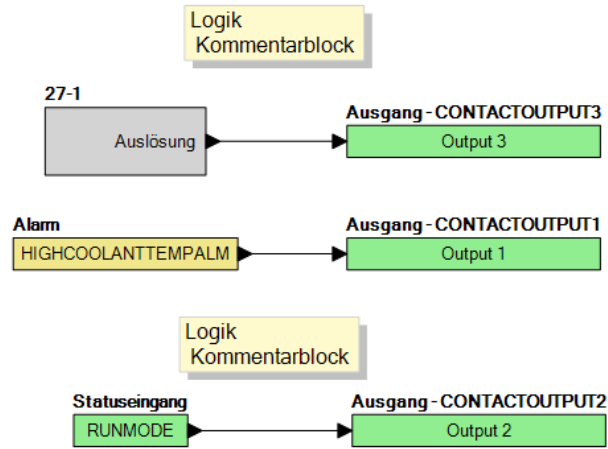 Logik
Kommentarblock
27-1
Auslösung
Ausgang - CONTACTOUTPUT3
Output 3
Alarm
HIGHCOOLANTTEMPALM
Ausgang - CONTACTOUTPUT1
Output 1
Logik
Kommentarblock
Statuseingang
RUNMODE
Ausgang - CONTACTOUTPUT2
Output 2